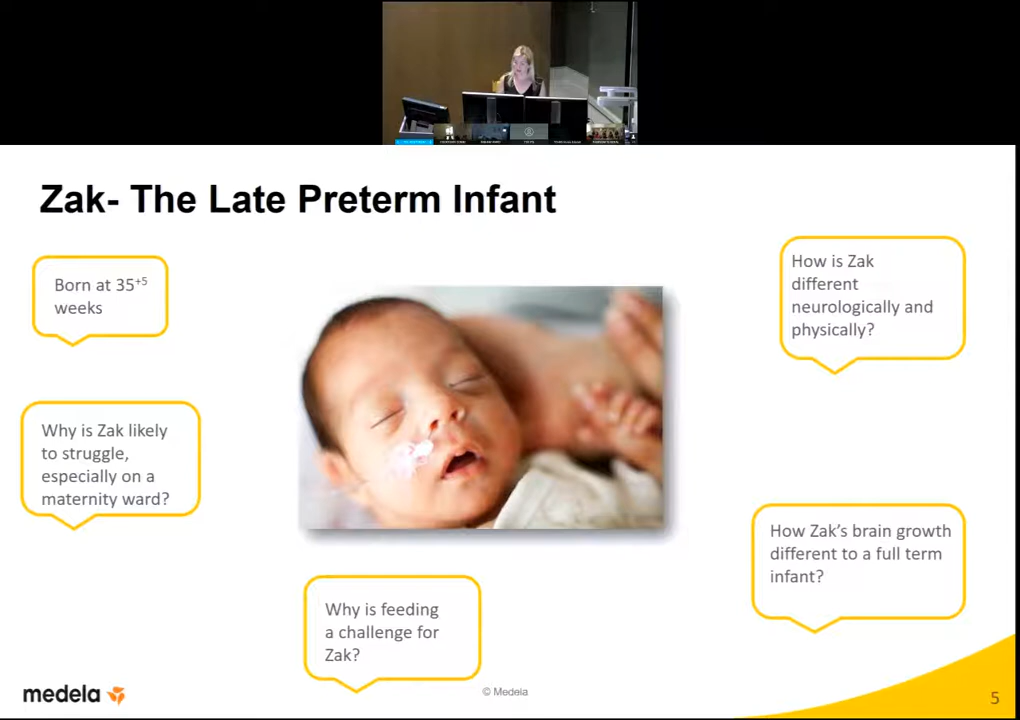 Zak- The Late Preterm Infant
Born at 35⁺⁵
weeks
How is Zak
different
neurologically and
physically?
Why is Zak likely
to struggle,
especially on a
maternity ward?
How Zak's brain growth
different to a full term
infant?
Why is feeding
a challenge for
Zak?
medela
© Medela
5